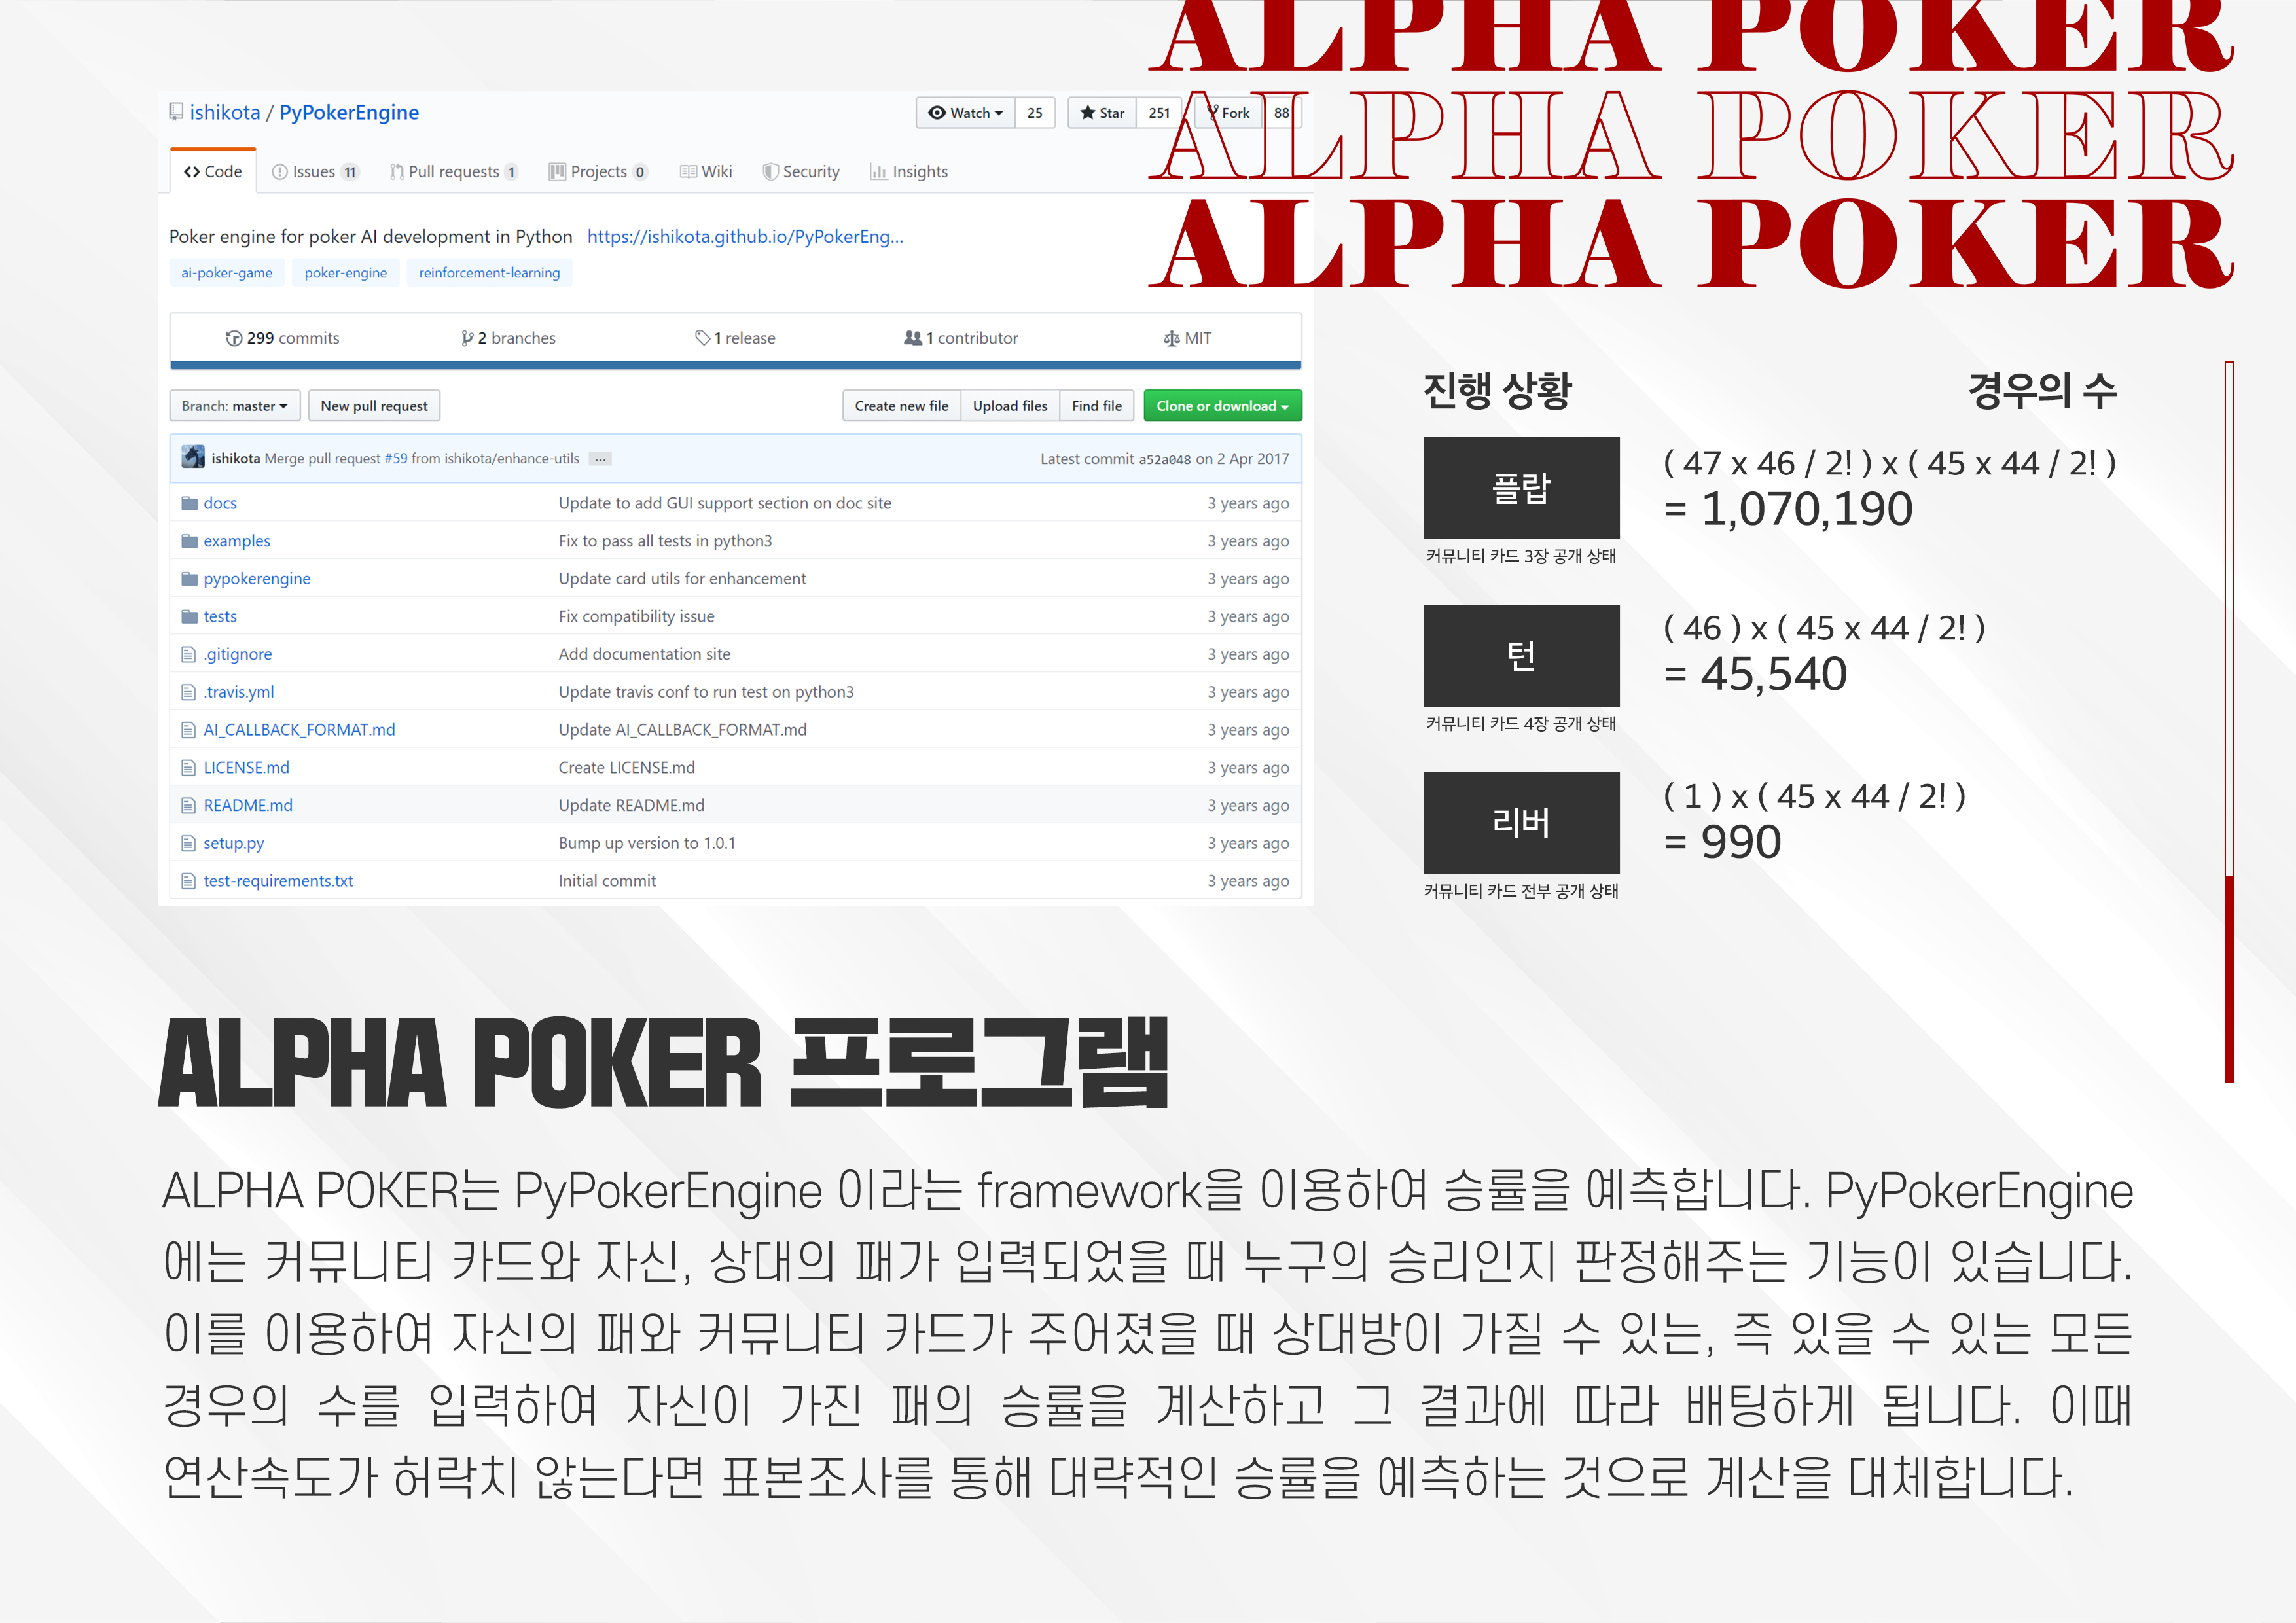 ALPHA POKER
ALPHA POKER
ALPHA POKER
ishikota / PyPokerEngine
Watch 25 Star 251 Fork 88
Code Issues 11 Pull requests 1 Projects 0 Wiki Security Insights
Poker engine for poker AI development in Python https://ishikota.github.io/PyPokerEng...
ai-poker-game poker-engine reinforcement-learning
299 commits 2 branches 1 release 1 contributor MIT
Branch: master New pull request Create new file Upload files Find file Clone or download
ishikota Merge pull request #59 from ishikota/enhance-utils ... Latest commit a52a048 on 2 Apr 2017
docs Update to add GUI support section on doc site 3 years ago
examples Fix to pass all tests in python3 3 years ago
pypokerengine Update card utils for enhancement 3 years ago
tests Fix compatibility issue 3 years ago
.gitignore Add documentation site 3 years ago
.travis.yml Update travis conf to run test on python3 3 years ago
AI_CALLBACK_FORMAT.md Update AI_CALLBACK_FORMAT.md 3 years ago
LICENSE.md Create LICENSE.md 3 years ago
README.md Update README.md 3 years ago
setup.py Bump up version to 1.0.1 3 years ago
test-requirements.txt Initial commit 3 years ago
진행 상황 경우의 수
플랍
( 47 x 46 / 2! ) x ( 45 x 44 / 2! )
= 1,070,190
커뮤니티 카드 3장 공개 상태
턴
( 46 ) x ( 45 x 44 / 2! )
= 45,540
커뮤니티 카드 4장 공개 상태
리버
( 1 ) x ( 45 x 44 / 2! )
= 990
커뮤니티 카드 전부 공개 상태
ALPHA POKER 프로그램
ALPHA POKER는 PyPokerEngine 이라는 framework을 이용하여 승률을 예측합니다. PyPokerEngine
에는 커뮤니티 카드와 자신, 상대의 패가 입력되었을 때 누구의 승리인지 판정해주는 기능이 있습니다.
이를 이용하여 자신의 패와 커뮤니티 카드가 주어졌을 때 상대방이 가질 수 있는, 즉 있을 수 있는 모든
경우의 수를 입력하여 자신이 가진 패의 승률을 계산하고 그 결과에 따라 배팅하게 됩니다. 이때
연산속도가 허락치 않는다면 표본조사를 통해 대략적인 승률을 예측하는 것으로 계산을 대체합니다.